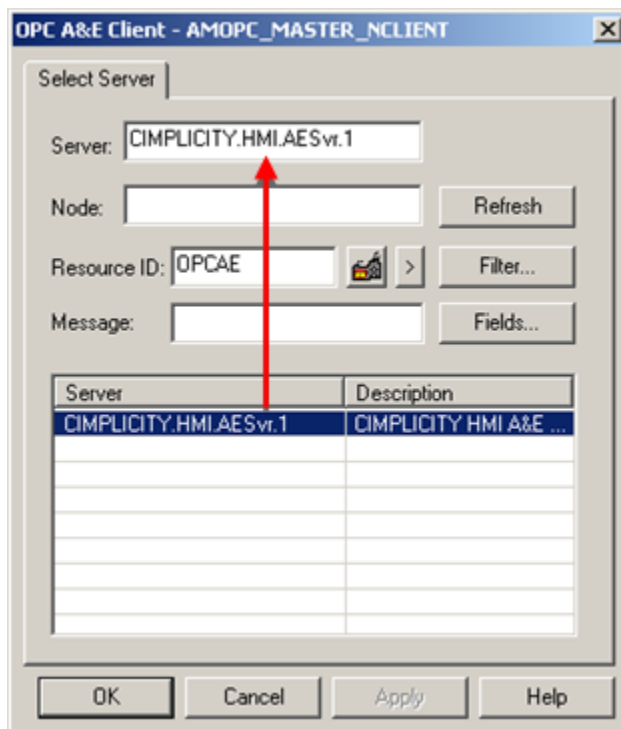 OPC A&E Client - AMOPC_MASTER_NCLIENT
Select Server
Server: CIMPLICITY.HMI.AESvr.1
Node: Refresh
Resource ID: OPCAE > Filter...
Message: Fields...
Server Description
CIMPLICITY.HMI.AESvr.1 CIMPLICITY HMI A&E ...
OK Cancel Apply Help